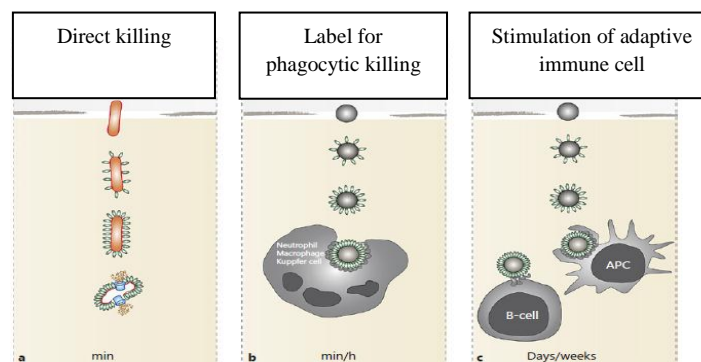 Direct killing
Label for
phagocytic killing
Stimulation of adaptive
immune cell
Neutrophil
Macrophage
Kupffer cell
APC
B-cell
a
min
b
min/h
c
Days/weeks